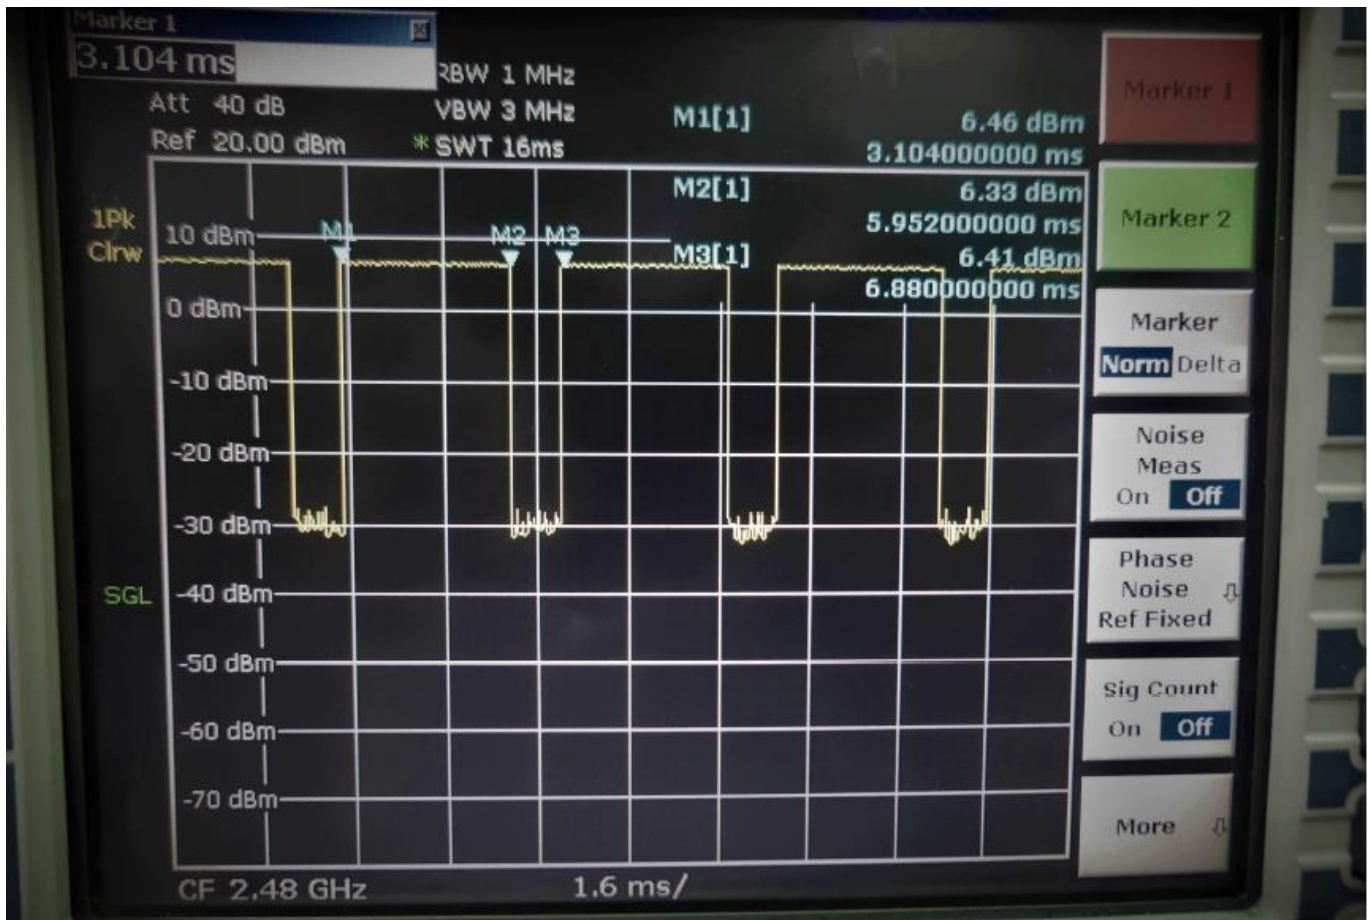 Marker 1
3.104 ms
RBW 1 MHz
Att 40 dB
VBW 3 MHz
Ref 20.00 dBm
* SWT 16ms
M1[1]
6.46 dBm
3.104000000 ms
M2[1]
6.33 dBm
5.952000000 ms
M3[1]
6.41 dBm
6.880000000 ms
1Pk
Clrw
M1
M2
M3
10 dBm
0 dBm
-10 dBm
-20 dBm
-30 dBm
-40 dBm
-50 dBm
-60 dBm
-70 dBm
SGL
CF 2.48 GHz
1.6 ms/
Marker 1
Marker 2
Marker
Norm Delta
Noise
Meas
On Off
Phase
Noise
Ref Fixed
Sig Count
On Off
More